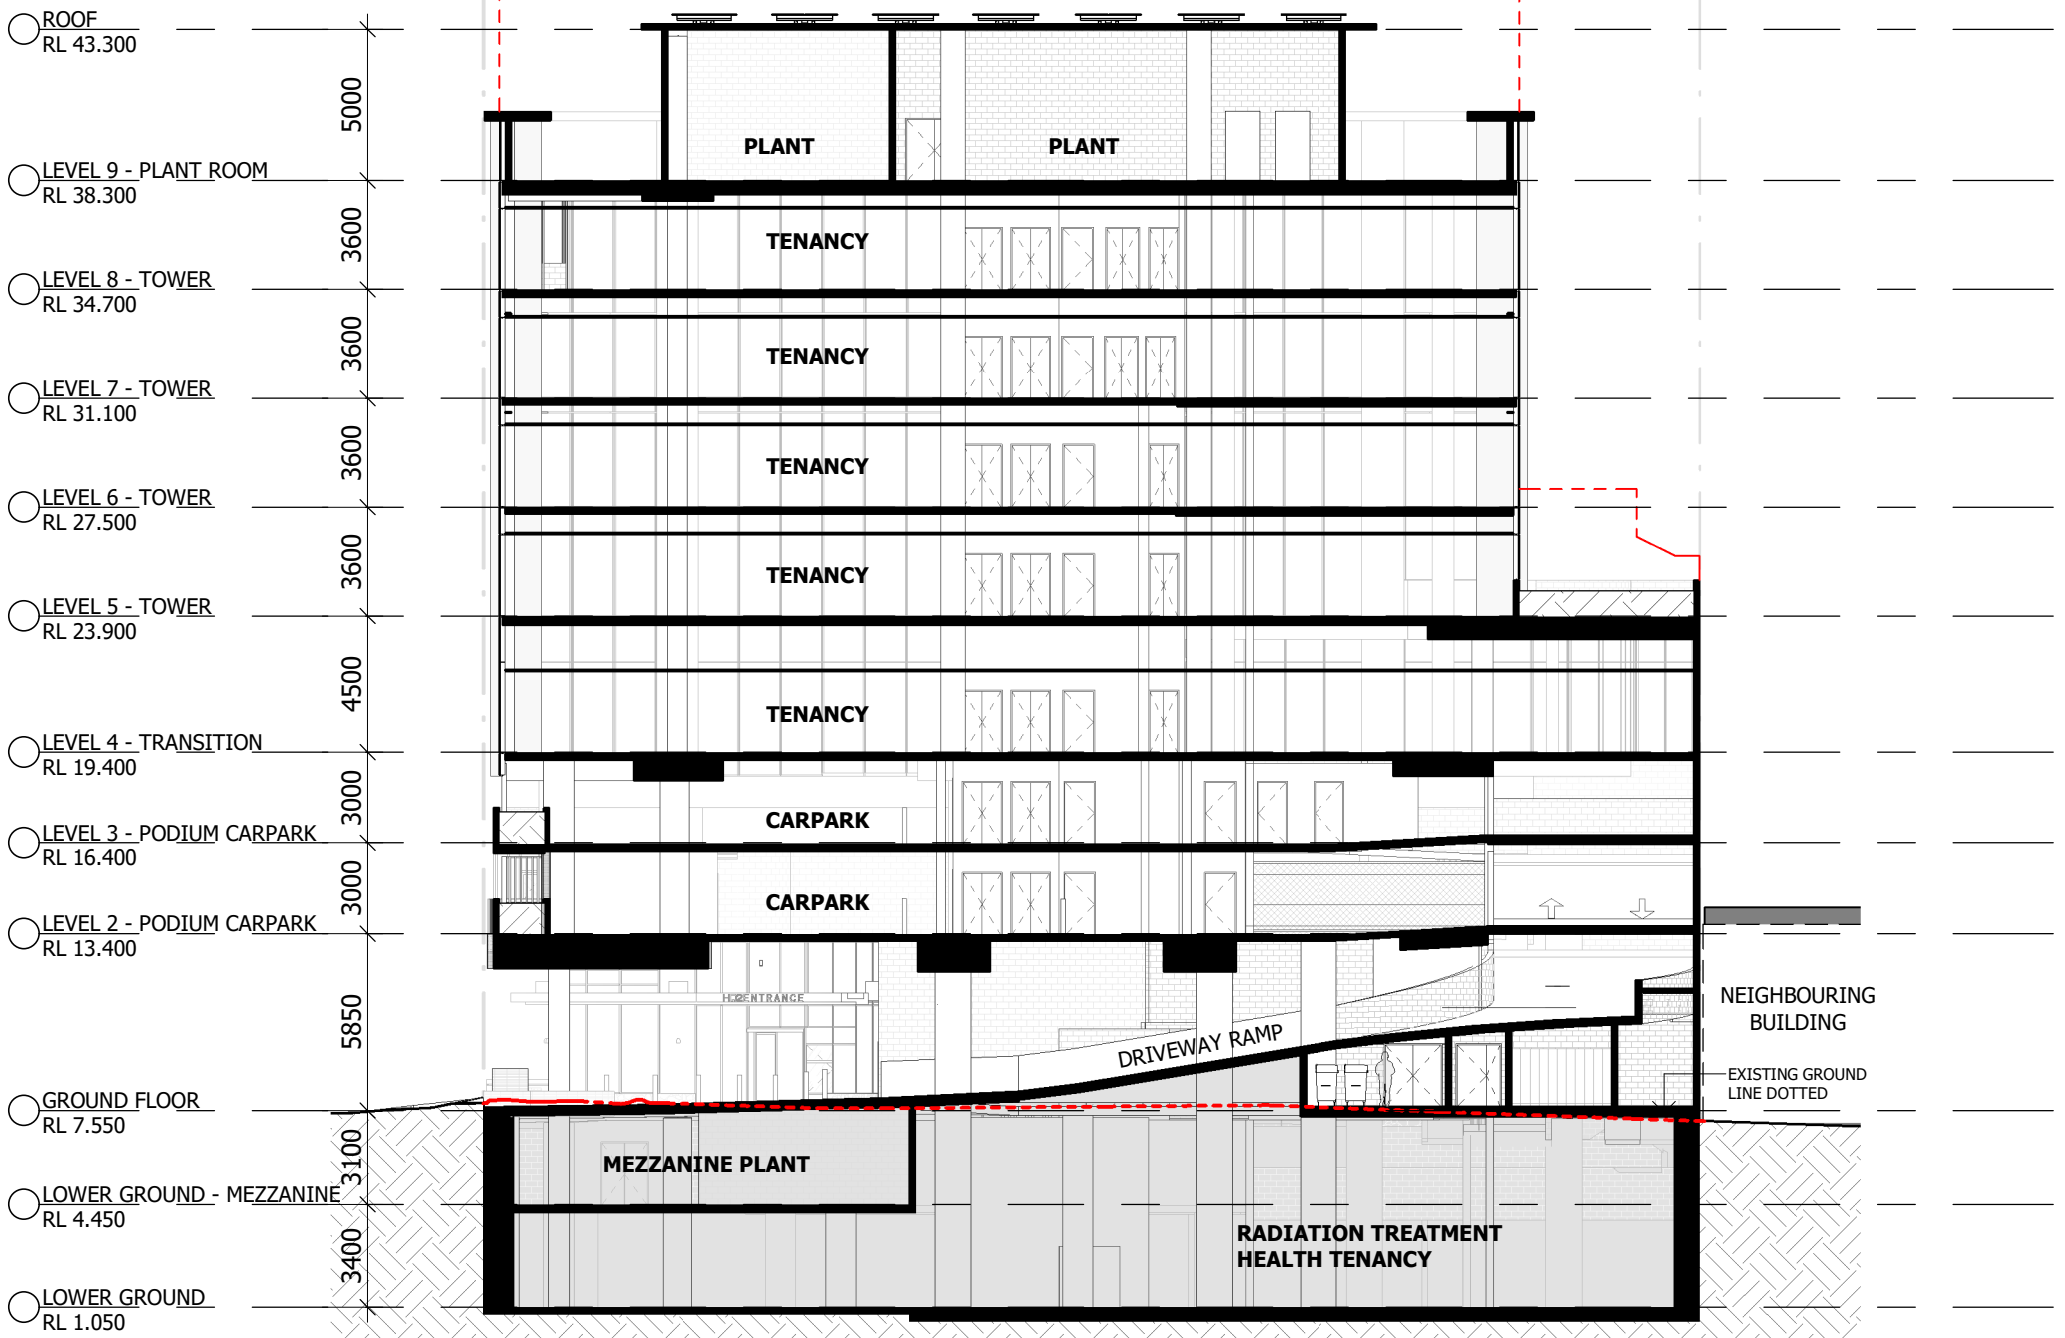 ROOF
RL 43.300
5000
PLANT
PLANT
LEVEL 9 - PLANT ROOM
RL 38.300
3600
TENANCY
LEVEL 8 - TOWER
RL 34.700
3600
TENANCY
LEVEL 7 - TOWER
RL 31.100
3600
TENANCY
LEVEL 6 - TOWER
RL 27.500
3600
TENANCY
LEVEL 5 - TOWER
RL 23.900
4500
TENANCY
LEVEL 4 - TRANSITION
RL 19.400
3000
CARPARK
LEVEL 3 - PODIUM CARPARK
RL 16.400
3000
CARPARK
LEVEL 2 - PODIUM CARPARK
RL 13.400
5850
ENTRANCE
DRIVEWAY RAMP
NEIGHBOURING
BUILDING
EXISTING GROUND
LINE DOTTED
GROUND FLOOR
RL 7.550
3100
MEZZANINE PLANT
LOWER GROUND - MEZZANINE
RL 4.450
3400
RADIATION TREATMENT
HEALTH TENANCY
LOWER GROUND
RL 1.050